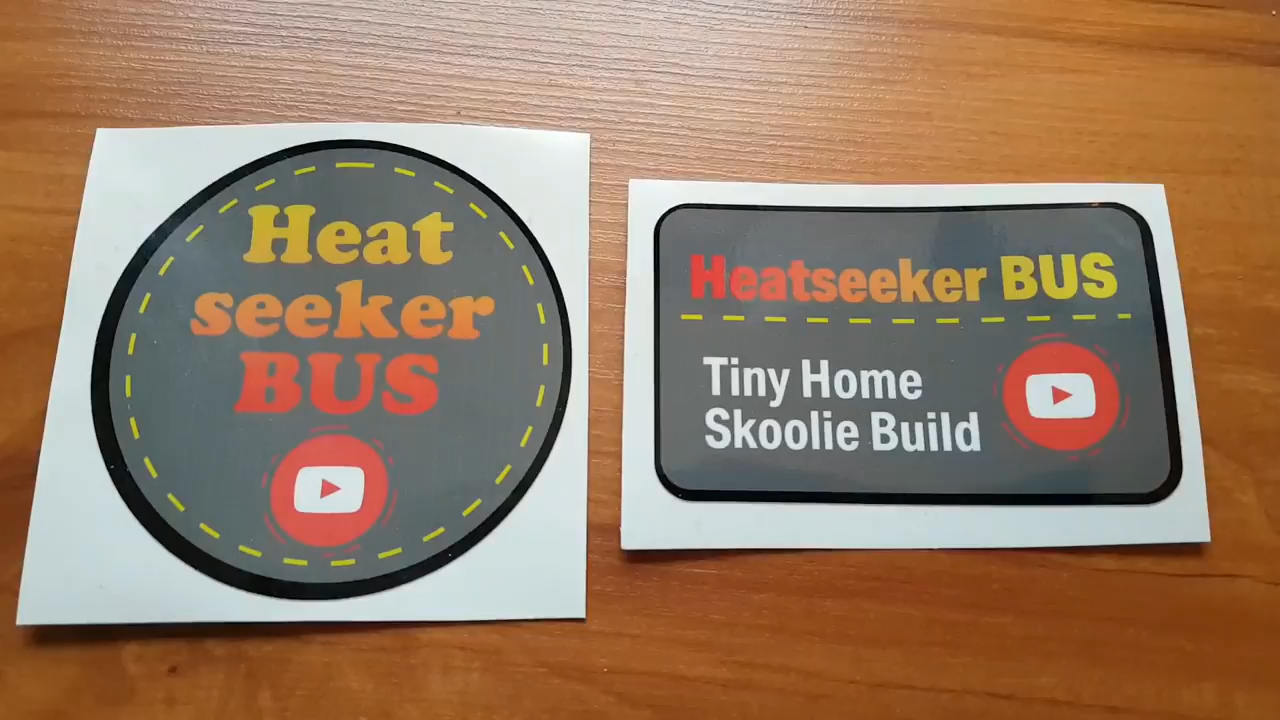 Heat
seeker
BUS
Heatseeker BUS
Tiny Home
Skoolie Build